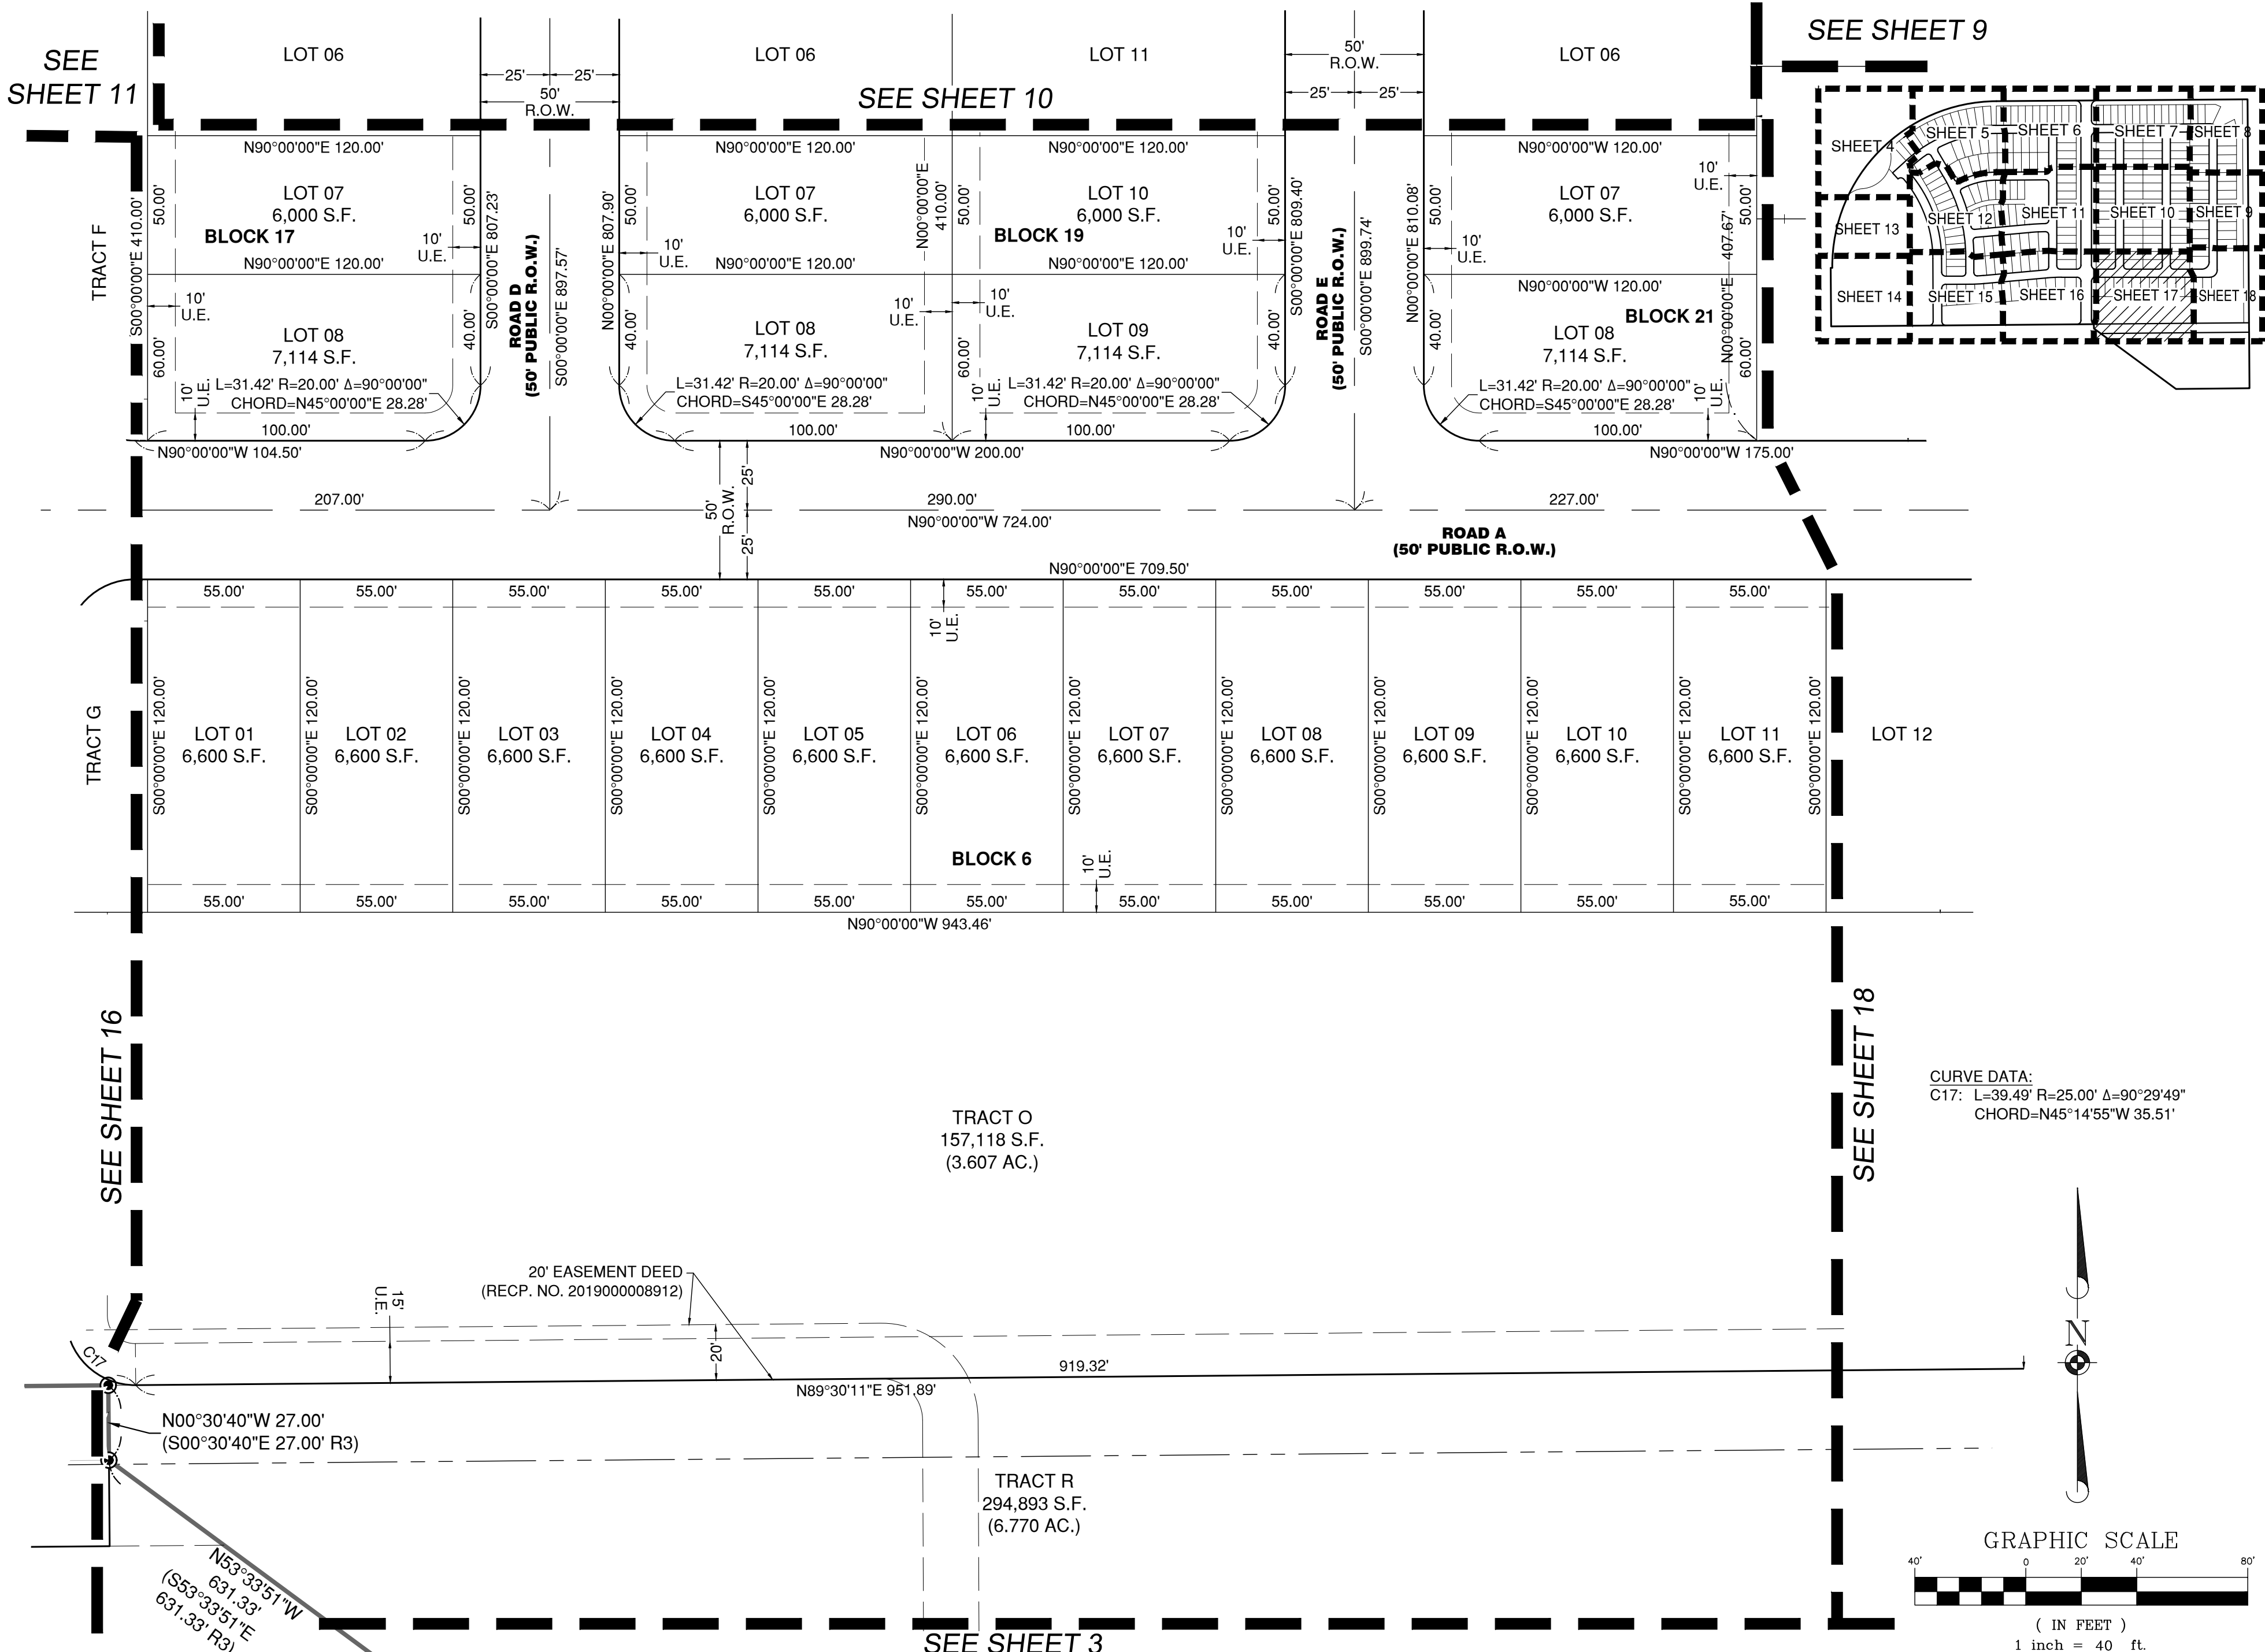 SEE
SHEET 11
LOT 06
25'
25'
50'
R.O.W.
LOT 06
LOT 11
SEE SHEET 10
50'
R.O.W.
25'
25'
LOT 06
SEE SHEET 9
SHEET 4
SHEET 5
SHEET 6
SHEET 7
SHEET 8
SHEET 13
SHEET 12
SHEET 11
SHEET 10
SHEET 9
SHEET 14
SHEET 15
SHEET 16
SHEET 17
SHEET 18
TRACT F
S00°00'00"E 410.00'
N90°00'00"E 120.00'
50.00'
LOT 07
6,000 S.F.
BLOCK 17
50.00'
10'
U.E.
N90°00'00"E 120.00'
10'
U.E.
LOT 08
7,114 S.F.
60.00'
40.00'
10'
U.E.
L=31.42' R=20.00' Δ=90°00'00"
CHORD=N45°00'00"E 28.28'
100.00'
N90°00'00"W 104.50'
S00°00'00"E 807.23'
ROAD D
(50' PUBLIC R.O.W.)
S00°00'00"E 897.57'
N00°00'00"E 807.90'
N90°00'00"E 120.00'
50.00'
LOT 07
6,000 S.F.
10'
U.E.
N90°00'00"E 120.00'
N00°00'00"E
410.00'
40.00'
LOT 08
7,114 S.F.
10'
U.E.
L=31.42' R=20.00' Δ=90°00'00"
CHORD=S45°00'00"E 28.28'
100.00'
N90°00'00"E 120.00'
50.00'
LOT 10
6,000 S.F.
BLOCK 19
50.00'
10'
U.E.
N90°00'00"E 120.00'
10'
U.E.
LOT 09
7,114 S.F.
60.00'
40.00'
10'
U.E.
L=31.42' R=20.00' Δ=90°00'00"
CHORD=N45°00'00"E 28.28'
100.00'
N90°00'00"W 200.00'
S00°00'00"E 809.40'
ROAD E
(50' PUBLIC R.O.W.)
S00°00'00"E 899.74'
N00°00'00"E 810.08'
N90°00'00"W 120.00'
50.00'
LOT 07
6,000 S.F.
10'
U.E.
10'
U.E.
50.00'
N00°00'00"E 407.67'
N90°00'00"W 120.00'
BLOCK 21
40.00'
LOT 08
7,114 S.F.
60.00'
L=31.42' R=20.00' Δ=90°00'00"
CHORD=S45°00'00"E 28.28'
10'
U.E.
100.00'
N90°00'00"W 175.00'
207.00'
50'
R.O.W.
25'
25'
290.00'
N90°00'00"W 724.00'
227.00'
ROAD A
(50' PUBLIC R.O.W.)
N90°00'00"E 709.50'
55.00'
55.00'
55.00'
55.00'
55.00'
55.00'
55.00'
55.00'
55.00'
55.00'
55.00'
10'
U.E.
TRACT G
S00°00'00"E 120.00'
LOT 01
6,600 S.F.
S00°00'00"E 120.00'
LOT 02
6,600 S.F.
S00°00'00"E 120.00'
LOT 03
6,600 S.F.
S00°00'00"E 120.00'
LOT 04
6,600 S.F.
S00°00'00"E 120.00'
LOT 05
6,600 S.F.
S00°00'00"E 120.00'
LOT 06
6,600 S.F.
S00°00'00"E 120.00'
LOT 07
6,600 S.F.
S00°00'00"E 120.00'
LOT 08
6,600 S.F.
S00°00'00"E 120.00'
LOT 09
6,600 S.F.
S00°00'00"E 120.00'
LOT 10
6,600 S.F.
S00°00'00"E 120.00'
LOT 11
6,600 S.F.
S00°00'00"E 120.00'
LOT 12
BLOCK 6
10'
U.E.
55.00'
55.00'
55.00'
55.00'
55.00'
55.00'
55.00'
55.00'
55.00'
55.00'
55.00'
N90°00'00"W 943.46'
SEE SHEET 16
SEE SHEET 18
TRACT O
157,118 S.F.
(3.607 AC.)
CURVE DATA:
C17: L=39.49' R=25.00' Δ=90°29'49"
CHORD=N45°14'55"W 35.51'
20' EASEMENT DEED
(RECP. NO. 2019000008912)
15'
U.E.
20'
C17
919.32'
N89°30'11"E 951.89'
N00°30'40"W 27.00'
(S00°30'40"E 27.00' R3)
TRACT R
294,893 S.F.
(6.770 AC.)
N53°33'51"W
631.33'
(S53°33'51"E
631.33' R3)
SEE SHEET 3
N
GRAPHIC SCALE
40'
0
20'
40'
80'
( IN FEET )
1 inch = 40 ft.